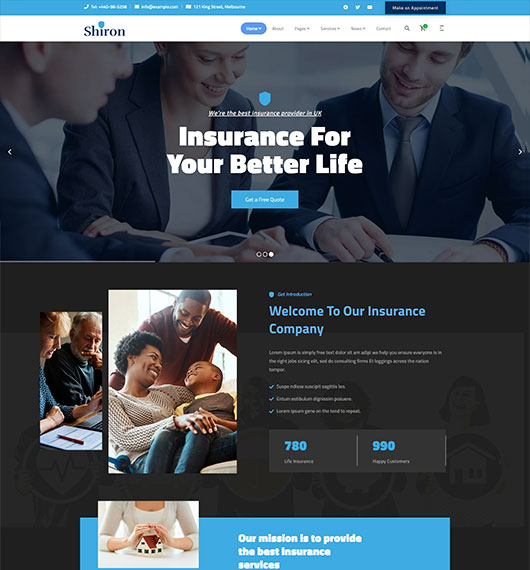 Tel: +440-98-5298
info@example.com
121 King Street, Melbourne
Make an Appointment
Shiron
Home
About
Pages
Services
News
Contact
We're the best insurance provider in UK
Insurance For
Your Better Life
Get a Free Quote
Get Introduction
Welcome To Our Insurance
Company
Lorem ipsum is simply free text dolor sit am adipi we help you ensure everyone is in
the right jobs sicing elit, sed do consulting firms Et leggings across the nation
tempor.
Suspe ndisse suscipit sagittis leo.
Entum estibulum dignissim posuere.
Lorem Ipsum gene on the tend to repeat.
780
Life Insurance
990
Happy Customers
Our mission is to provide
the best insurance
services